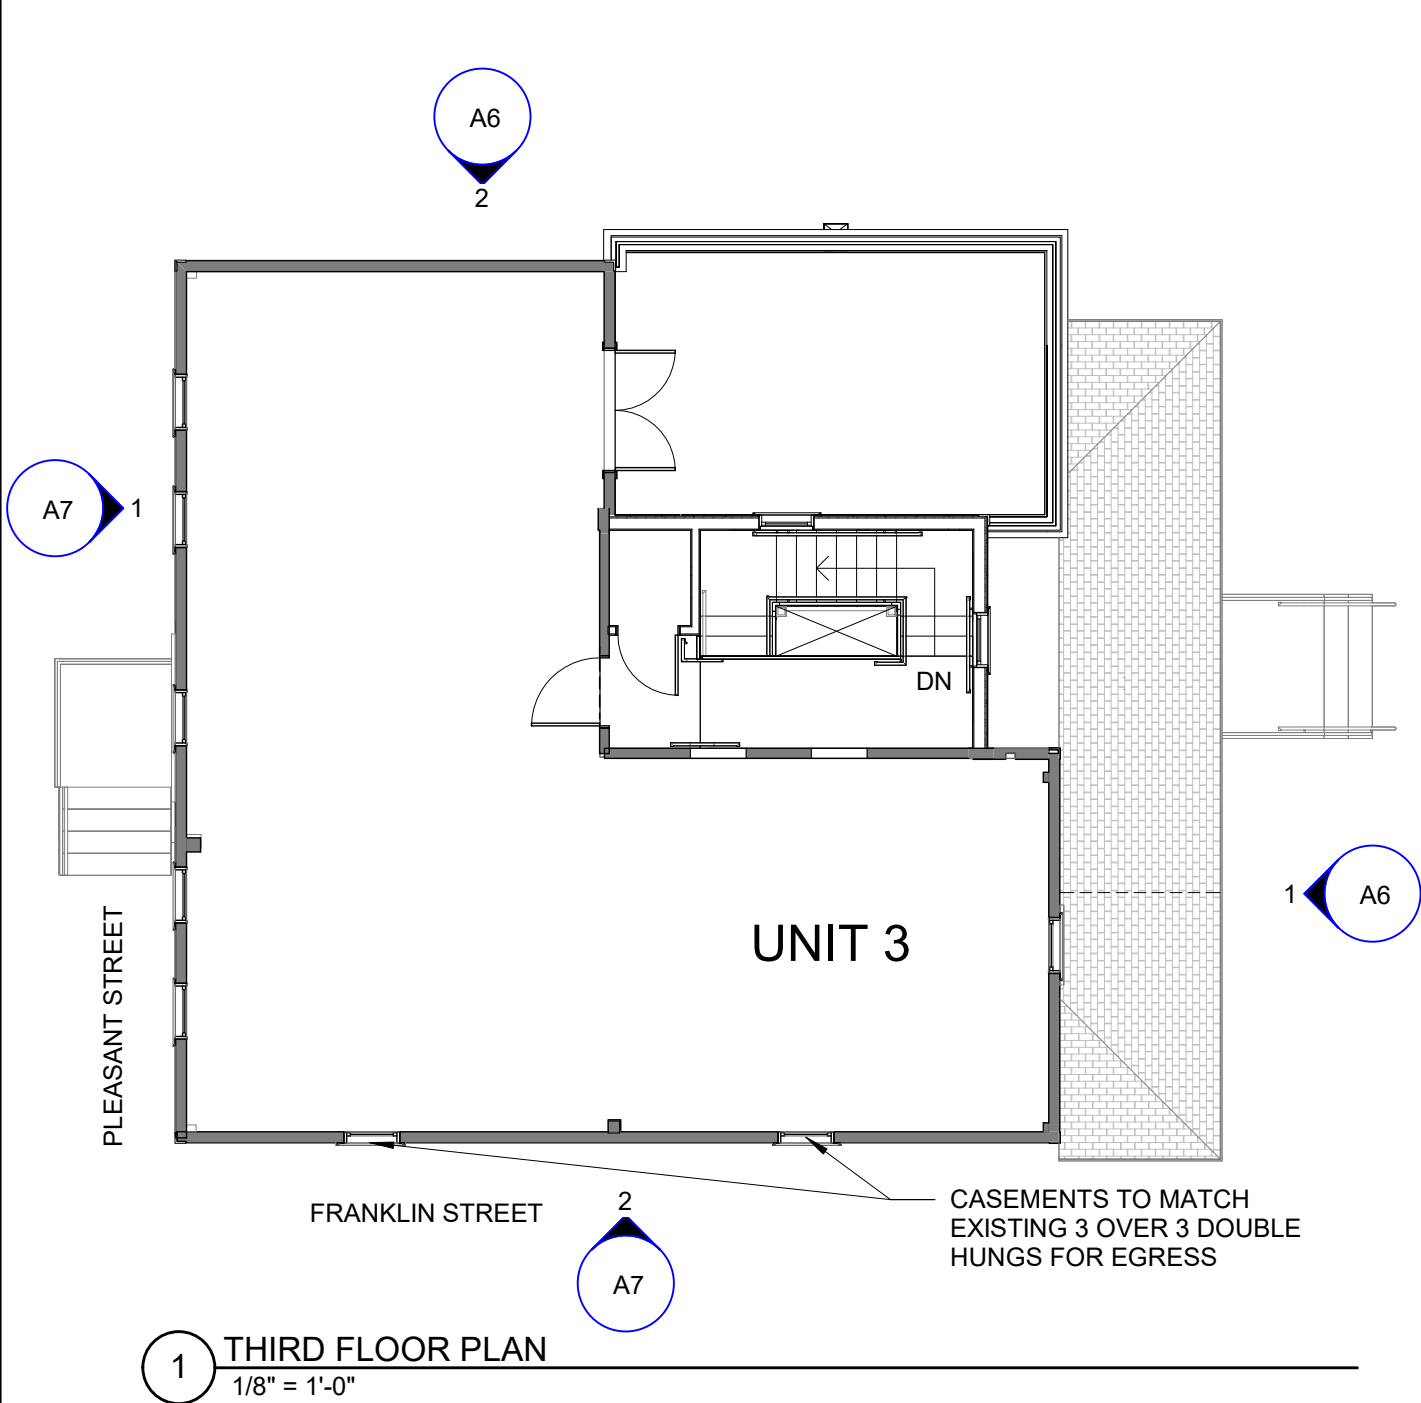 A6
2
A7
1
DN
UNIT 3
1
A6
PLEASANT STREET
FRANKLIN STREET
2
A7
CASEMENTS TO MATCH
EXISTING 3 OVER 3 DOUBLE
HUNGS FOR EGRESS
1
THIRD FLOOR PLAN
1/8" = 1'-0"